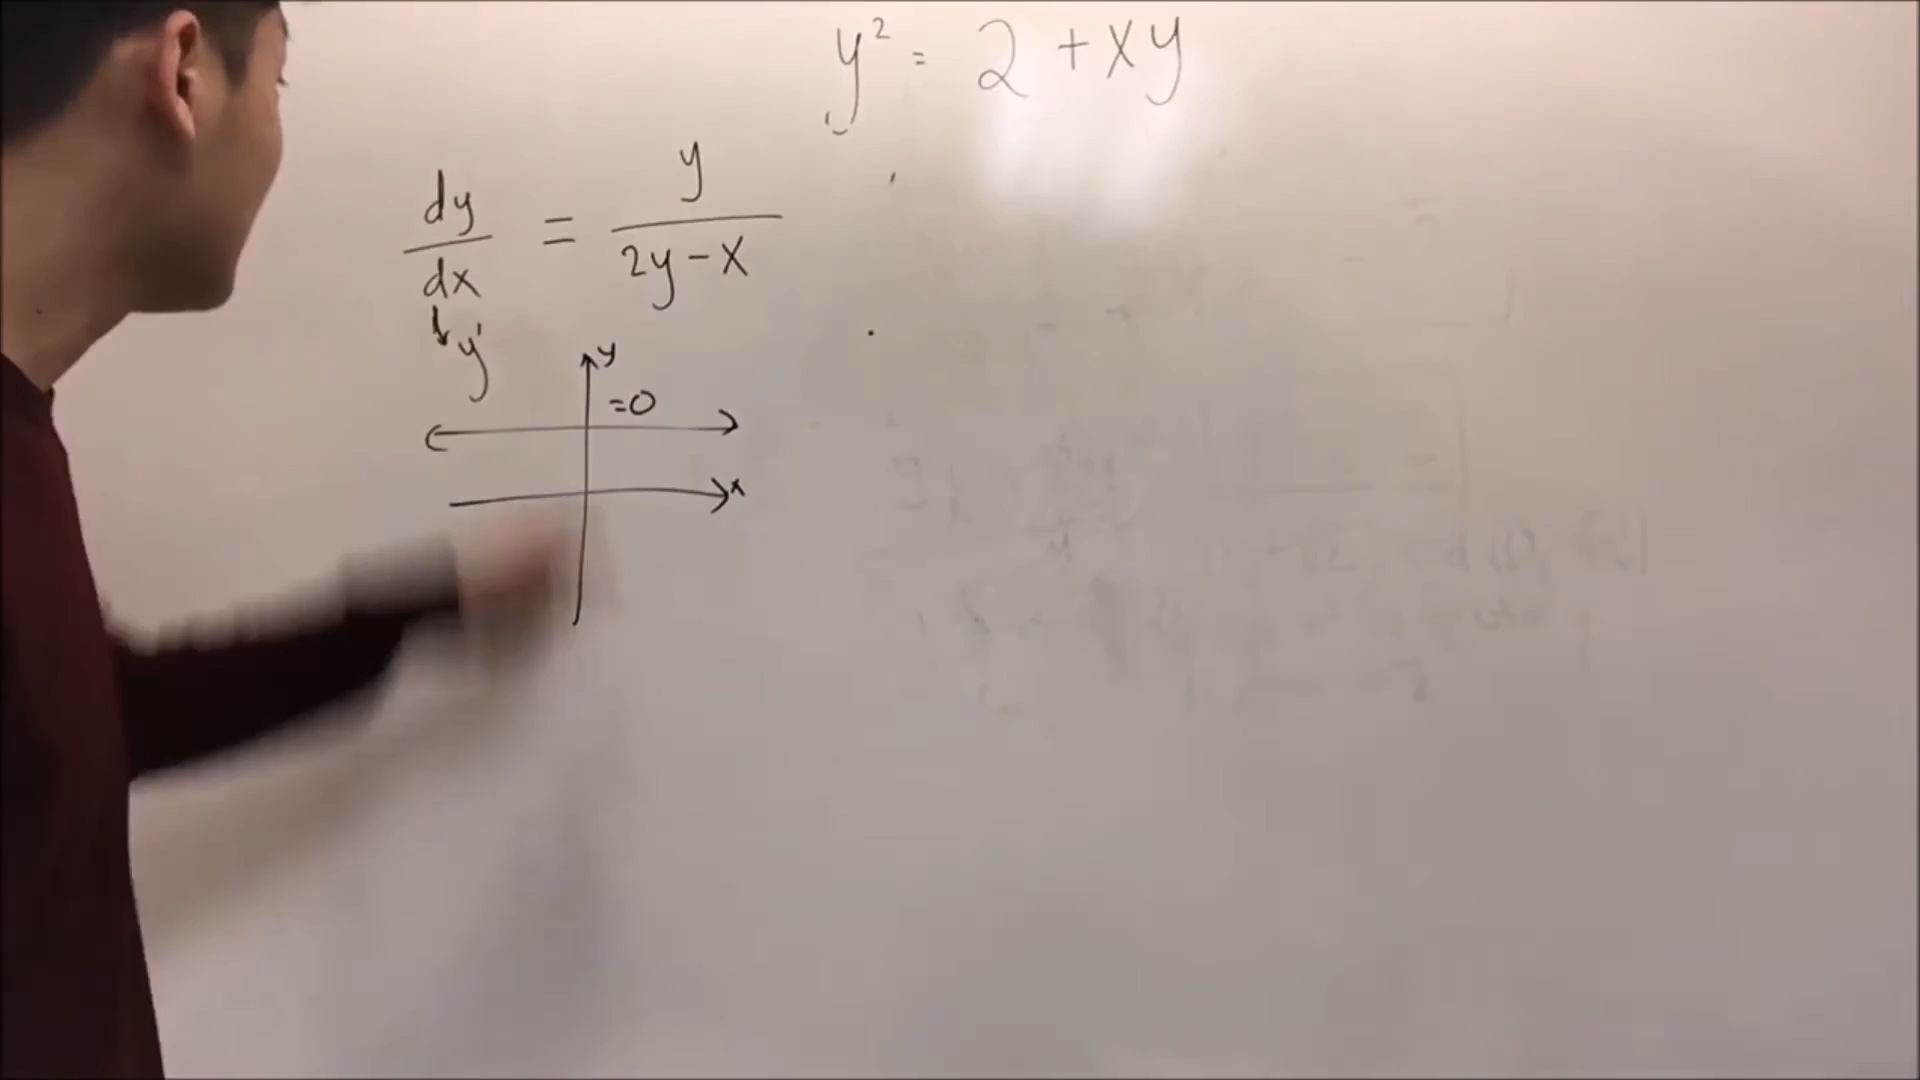 y² = 2 + xy
dy/dx = y/(2y-x)
y'
y
=0
x